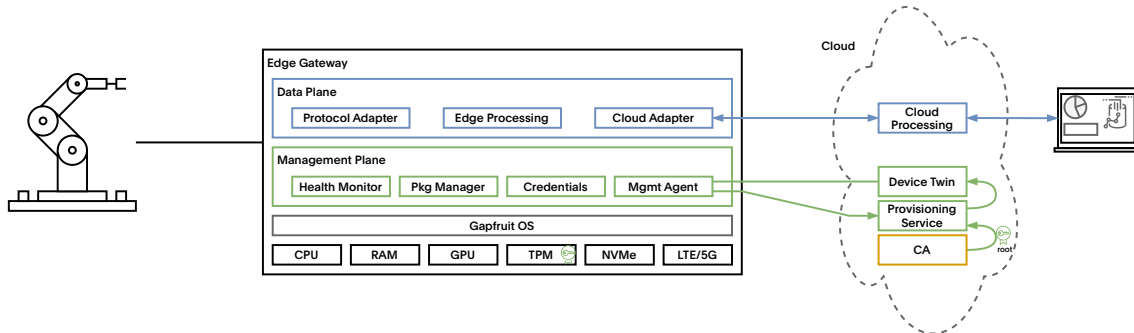 Cloud
Edge Gateway
Data Plane
Protocol Adapter
Edge Processing
Cloud Adapter
Cloud
Processing
Management Plane
Health Monitor
Pkg Manager
Credentials
Mgmt Agent
Device Twin
Provisioning
Service
Gapfruit OS
CA
root
CPU
RAM
GPU
TPM
NVMe
LTE/5G